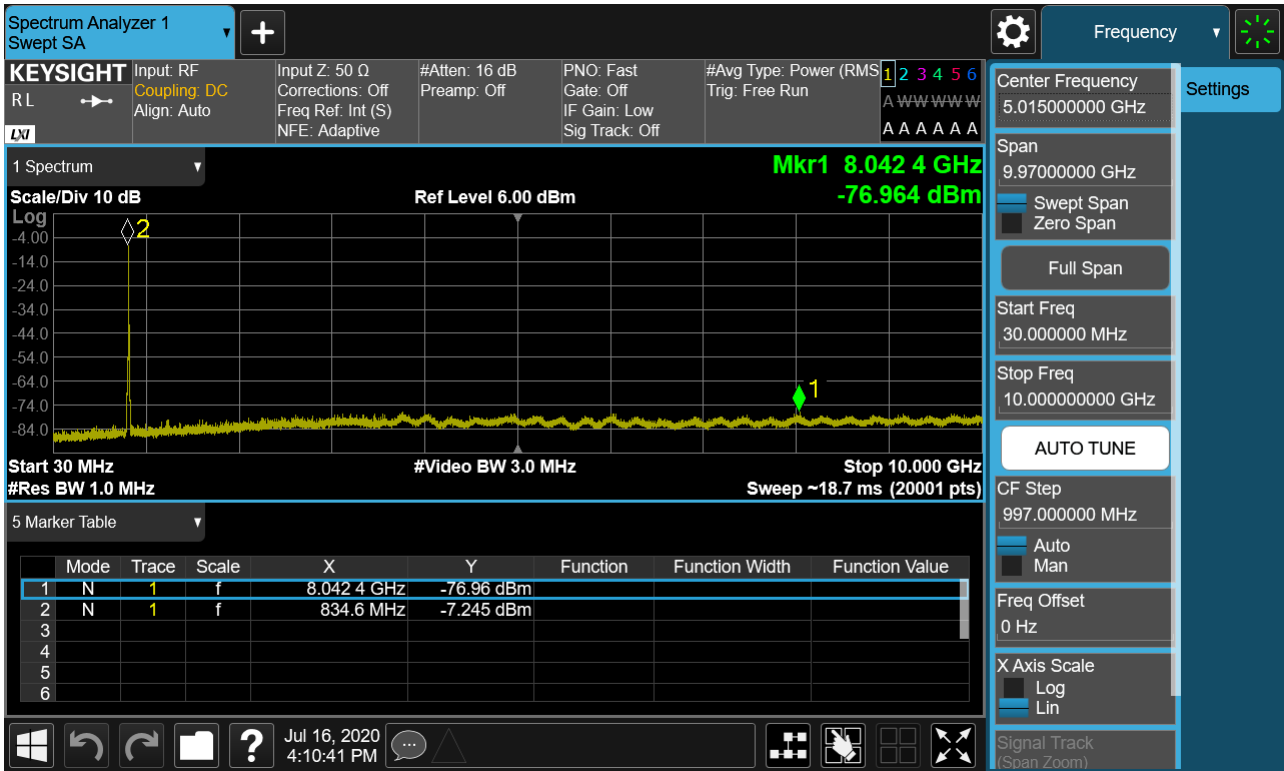 Spectrum Analyzer 1
Swept SA
Frequency
KEYSIGHT
R L
LXI
Input: RF
Coupling: DC
Align: Auto
Input Z: 50 Ω
Corrections: Off
Freq Ref: Int (S)
NFE: Adaptive
#Atten: 16 dB
Preamp: Off
PNO: Fast
Gate: Off
IF Gain: Low
Sig Track: Off
#Avg Type: Power (RMS
Trig: Free Run
1 2 3 4 5 6
A W W W W W
A A A A A A
1 Spectrum
Mkr1 8.042 4 GHz
-76.964 dBm
Scale/Div 10 dB
Ref Level 6.00 dBm
Log
-4.00
-14.0
-24.0
-34.0
-44.0
-54.0
-64.0
-74.0
-84.0
2
1
Start 30 MHz
#Video BW 3.0 MHz
Stop 10.000 GHz
#Res BW 1.0 MHz
Sweep ~18.7 ms (20001 pts)
5 Marker Table
Mode Trace Scale X Y Function Function Width Function Value
1 N 1 f 8.042 4 GHz -76.96 dBm
2 N 1 f 834.6 MHz -7.245 dBm
3
4
5
6
Jul 16, 2020
4:10:41 PM
Center Frequency
5.015000000 GHz
Span
9.97000000 GHz
Swept Span
Zero Span
Full Span
Start Freq
30.000000 MHz
Stop Freq
10.000000000 GHz
AUTO TUNE
CF Step
997.000000 MHz
Auto
Man
Freq Offset
0 Hz
X Axis Scale
Log
Lin
Signal Track
(Span Zoom)
Settings